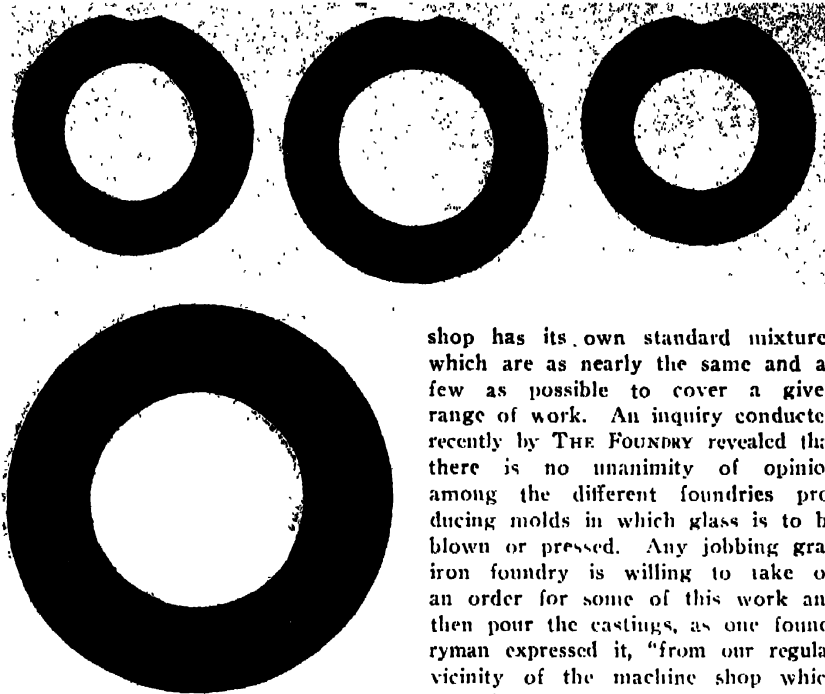 shop has its own standard mixture
which are as nearly the same and a
few as possible to cover a give
range of work. An inquiry conducte
recently by THE FOUNDRY revealed tha
there is no unanimity of opinio
among the different foundries pro
ducing molds in which glass is to b
blown or pressed. Any jobbing gra
iron foundry is willing to take o
an order for some of this work an
then pour the castings, as one found
ryman expressed it, "from our regula
vicinity of the machine shop whic